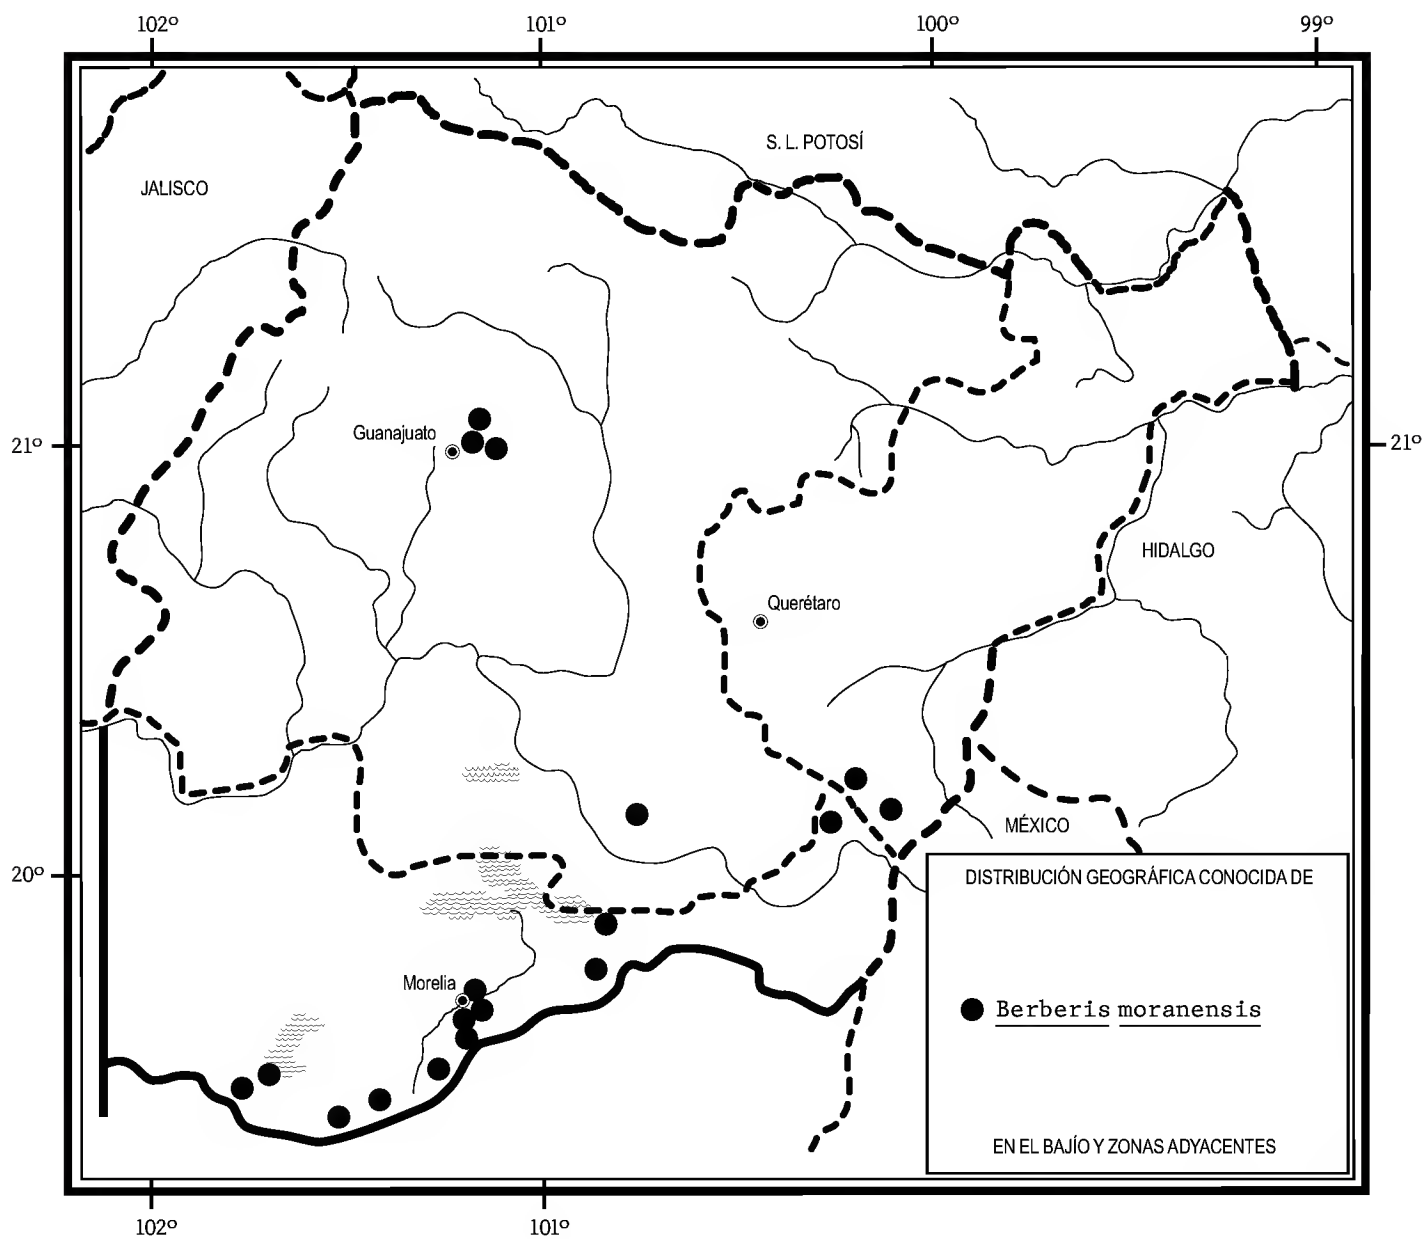 102º 101º 100º 99º
S. L. POTOSÍ
JALISCO
Guanajuato
21º 21º
HIDALGO
Querétaro
MÉXICO
20º
DISTRIBUCIÓN GEOGRÁFICA CONOCIDA DE
Morelia
Berberis moranensis
EN EL BAJÍO Y ZONAS ADYACENTES
102º 101º